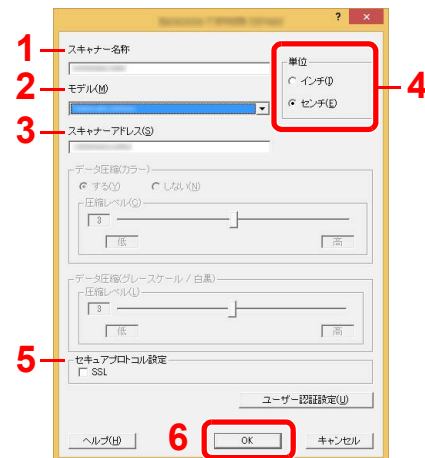 ? ×
1 スキャナー名称
2 モデル(M)
3 スキャナーアドレス(S)
単位
インチ(I)
センチ(E)
4
データ圧縮(カラー)
する(Y) しない(N)
圧縮レベル(C)
3
低 高
データ圧縮(グレースケール / 白黒)
圧縮レベル(L)
3
低 高
5 セキュアプロトコル設定
SSL
ユーザー認証設定(U)
ヘルプ(H) 6 OK キャンセル